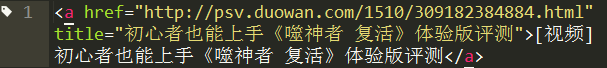 1 <a href="http://psv.duowan.com/1510/309182384884.html"
title="初心者也能上手《噬神者 复活》体验版评测">[视频]
初心者也能上手《噬神者 复活》体验版评测</a>